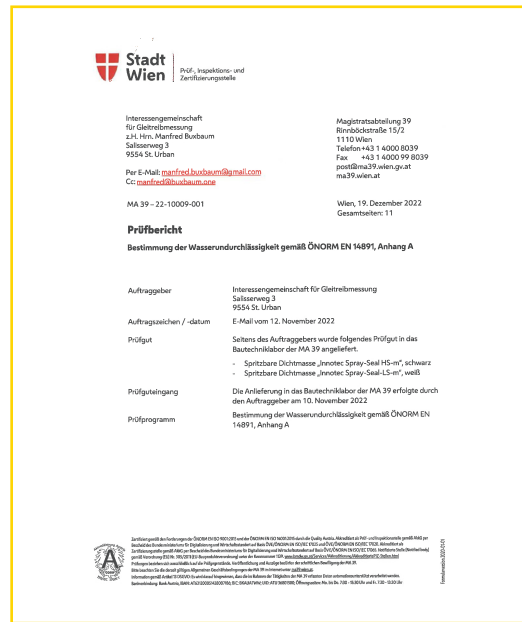 Stadt
Wien
Prüf-, Inspektions- und
Zertifizierungsstelle
Interessengemeinschaft
für Gleitreibmessung
z.H. Hrn. Manfred Buxbaum
Salisserweg 3
9554 St. Urban
Per E-Mail: manfred.buxbaum@gmail.com
Cc: manfred@buxbaum.one
Magistratsabteilung 39
Rinnböckstraße 15/2
1110 Wien
Telefon +43 1 4000 8039
Fax +43 1 4000 99 8039
post@ma39.wien.gv.at
ma39.wien.at
MA 39 – 22-10009-001
Wien, 19. Dezember 2022
Gesamtseiten: 11
Prüfbericht
Bestimmung der Wasserundurchlässigkeit gemäß ÖNORM EN 14891, Anhang A
Auftraggeber
Interessengemeinschaft für Gleitreibmessung
Salisserweg 3
9554 St. Urban
Auftragszeichen / -datum
E-Mail vom 12. November 2022
Prüfgut
Seitens des Auftraggebers wurde folgendes Prüfgut in das
Bautechniklabor der MA 39 angeliefert.
- Spritzbare Dichtmasse „Innotec Spray-Seal HS-m“, schwarz
- Spritzbare Dichtmasse „Innotec Spray-Seal-LS-m“, weiß
Prüfguteingang
Die Anlieferung in das Bautechniklabor der MA 39 erfolgte durch
den Auftraggeber am 10. November 2022
Prüfprogramm
Bestimmung der Wasserundurchlässigkeit gemäß ÖNORM EN
14891, Anhang A